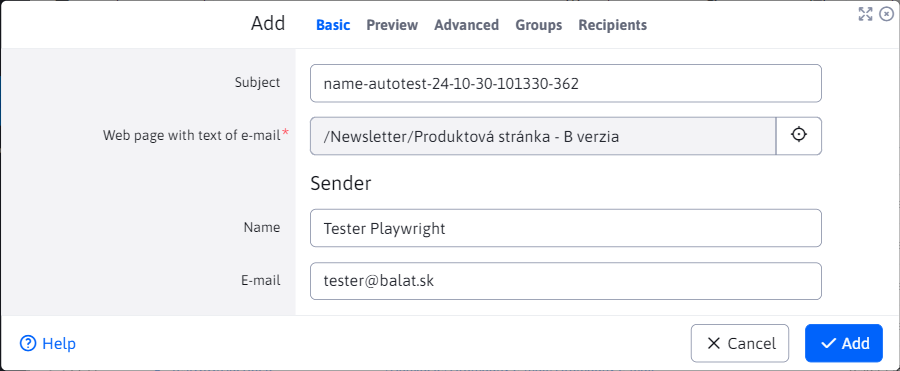 Add Basic Preview Advanced Groups Recipients
Subject name-autotest-24-10-30-101330-362
Web page with text of e-mail* /Newsletter/Produktová stránka - B verzia
Sender
Name Tester Playwright
E-mail tester@balat.sk
Help Cancel Add